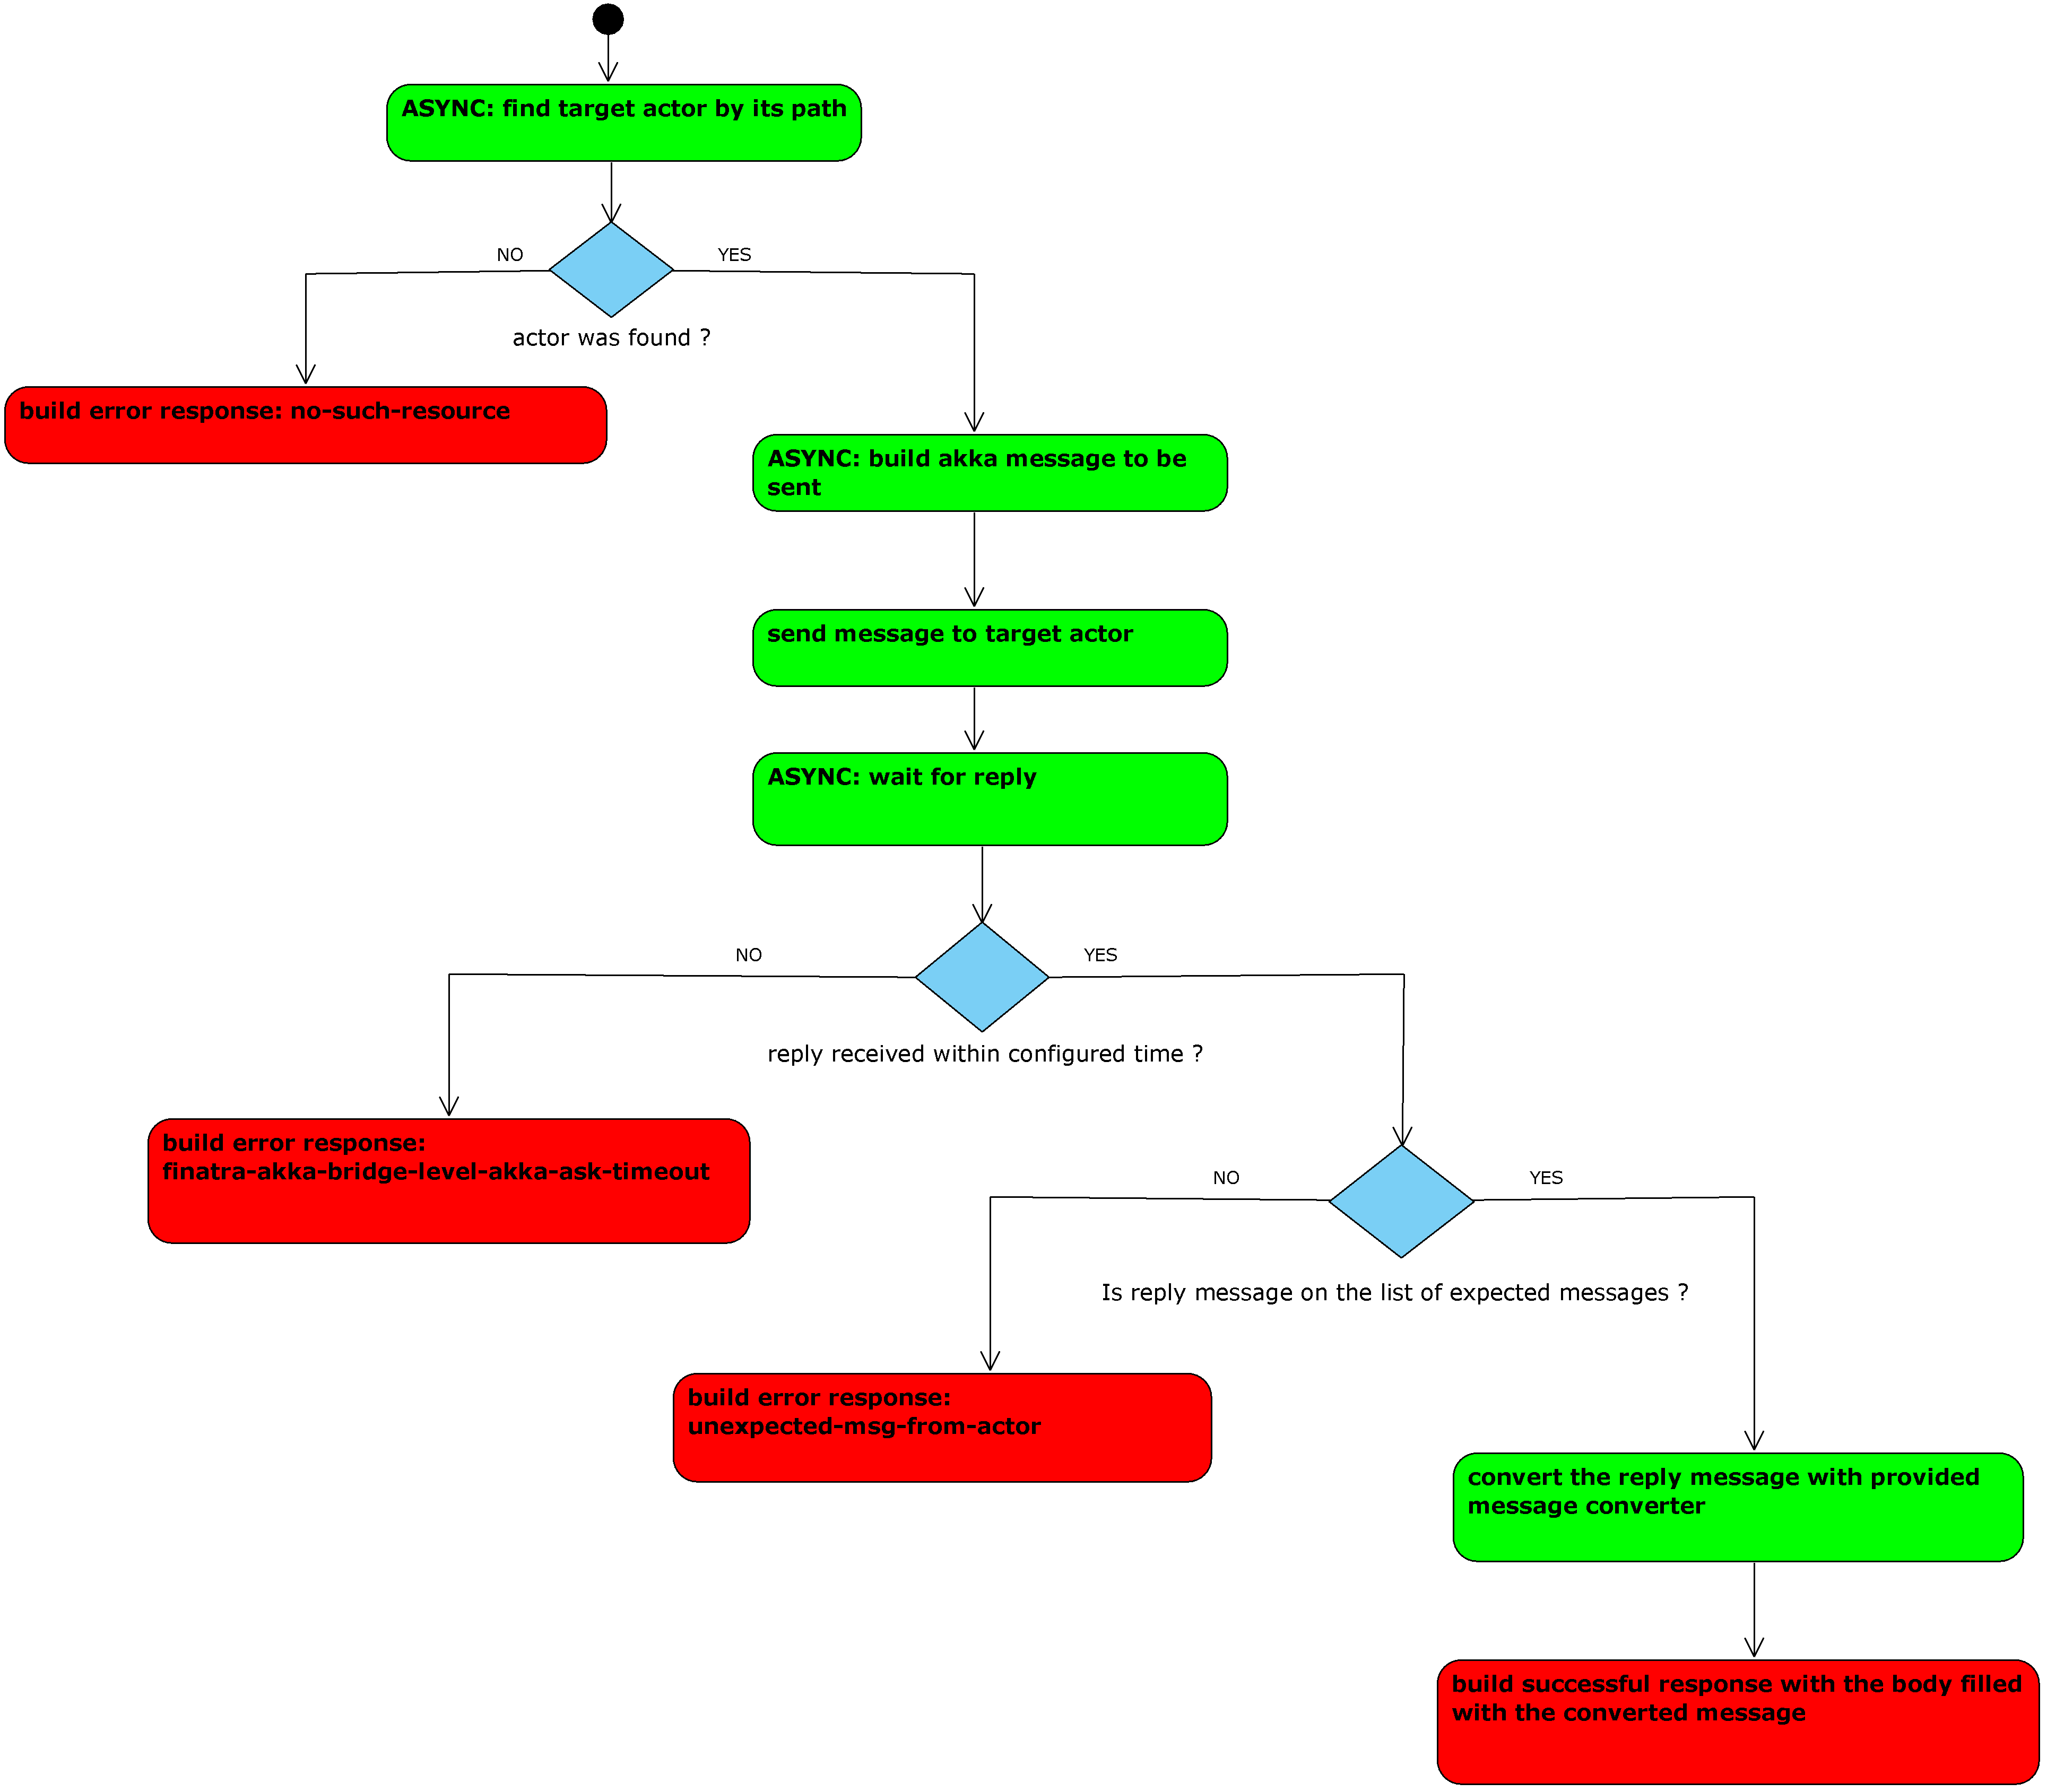 ASYNC: find target actor by its path
NO
YES
actor was found ?
build error response: no-such-resource
ASYNC: build akka message to be
sent
send message to target actor
ASYNC: wait for reply
NO
YES
reply received within configured time ?
build error response:
finatra-akka-bridge-level-akka-ask-timeout
NO
YES
Is reply message on the list of expected messages ?
build error response:
unexpected-msg-from-actor
convert the reply message with provided
message converter
build successful response with the body filled
with the converted message